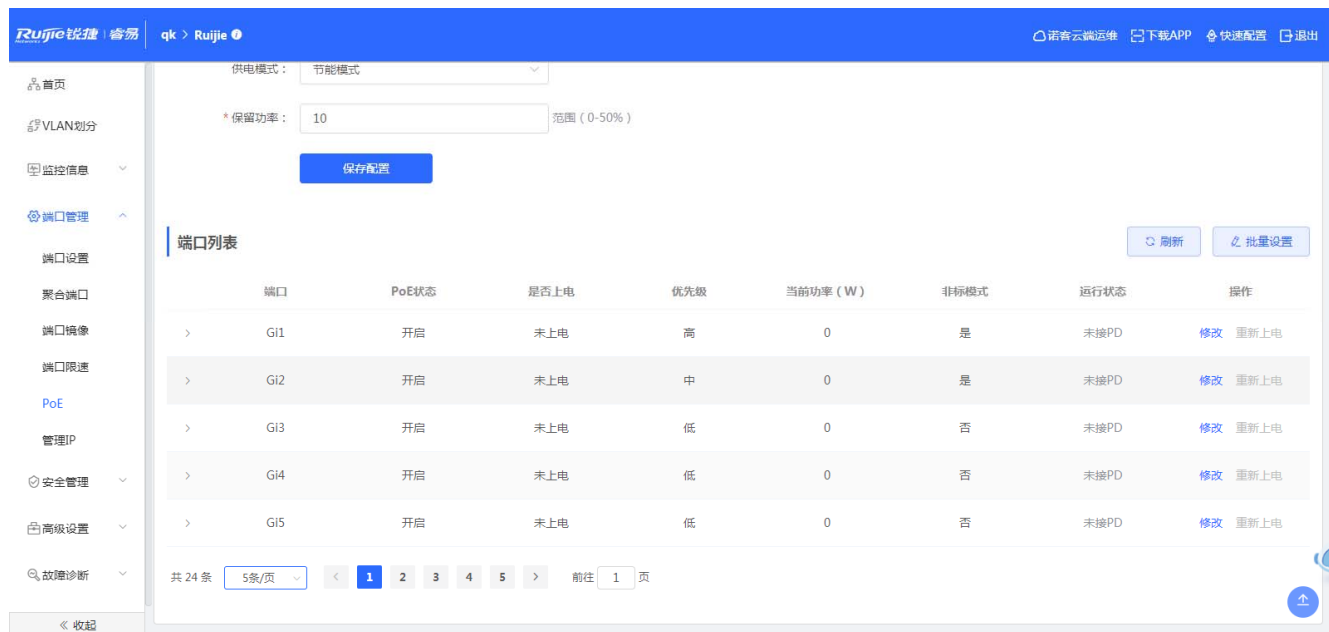 Ruijie锐捷 睿易 qk > Ruijie 诺客云端运维 下载APP 快速配置 退出
Networks
首页
VLAN划分
监控信息
端口管理
端口设置
聚合端口
端口镜像
端口限速
PoE
管理IP
安全管理
高级设置
故障诊断
« 收起
供电模式： 节能模式
* 保留功率： 10 范围（0-50%）
保存配置
端口列表 刷新 批量设置
端口 PoE状态 是否上电 优先级 当前功率（W） 非标模式 运行状态 操作
> Gi1 开启 未上电 高 0 是 未接PD 修改 重新上电
> Gi2 开启 未上电 中 0 是 未接PD 修改 重新上电
> Gi3 开启 未上电 低 0 否 未接PD 修改 重新上电
> Gi4 开启 未上电 低 0 否 未接PD 修改 重新上电
> Gi5 开启 未上电 低 0 否 未接PD 修改 重新上电
共 24 条 5条/页 < 1 2 3 4 5 > 前往 1 页